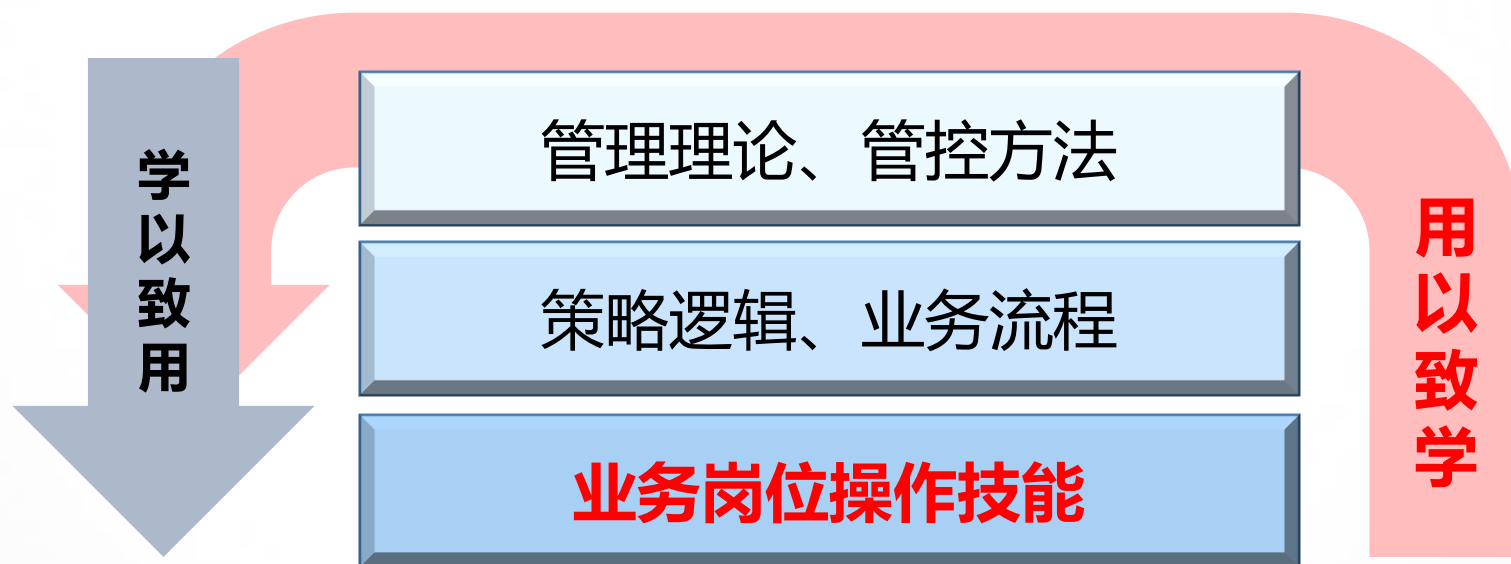 学以致用
管理理论、管控方法
策略逻辑、业务流程
业务岗位操作技能
用以致学